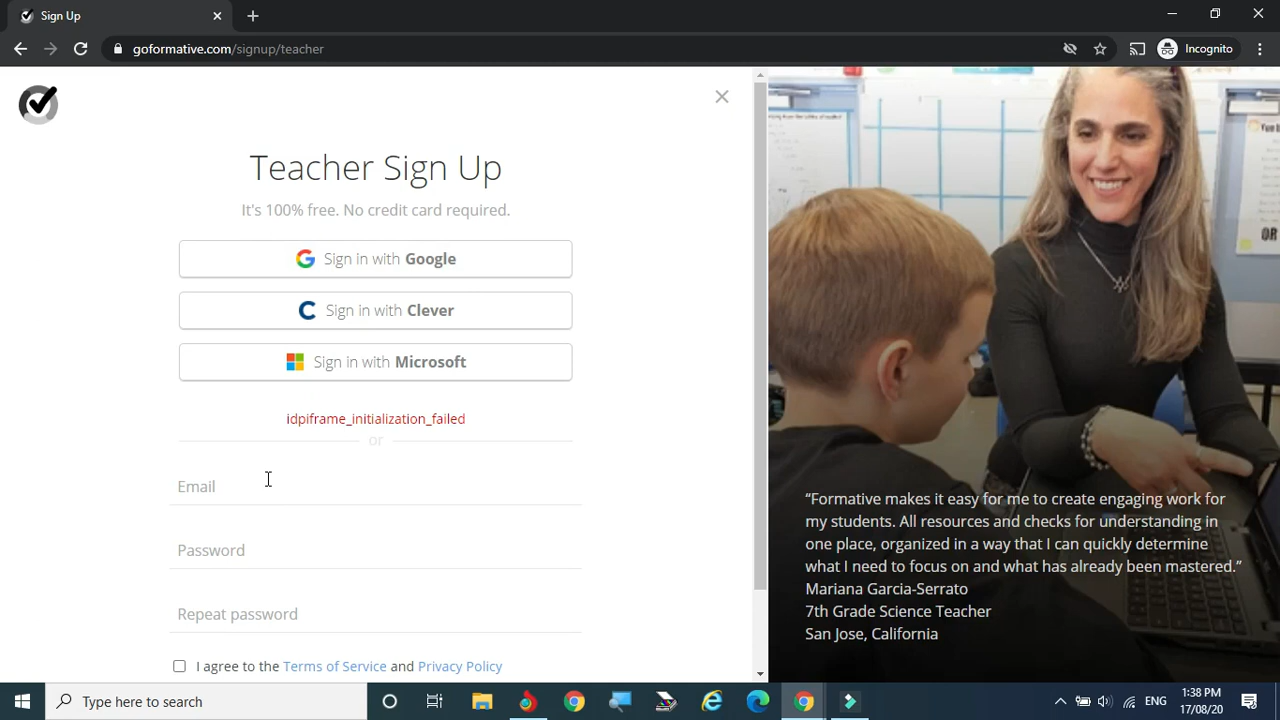 Sign Up
goformative.com/signup/teacher
Incognito
Teacher Sign Up
It's 100% free. No credit card required.
Sign in with Google
Sign in with Clever
Sign in with Microsoft
idpiframe_initialization_failed
or
Email
Password
Repeat password
I agree to the Terms of Service and Privacy Policy
“Formative makes it easy for me to create engaging work for
my students. All resources and checks for understanding in
one place, organized in a way that I can quickly determine
what I need to focus on and what has already been mastered.”
Mariana Garcia-Serrato
7th Grade Science Teacher
San Jose, California
Type here to search
ENG
1:38 PM
17/08/20